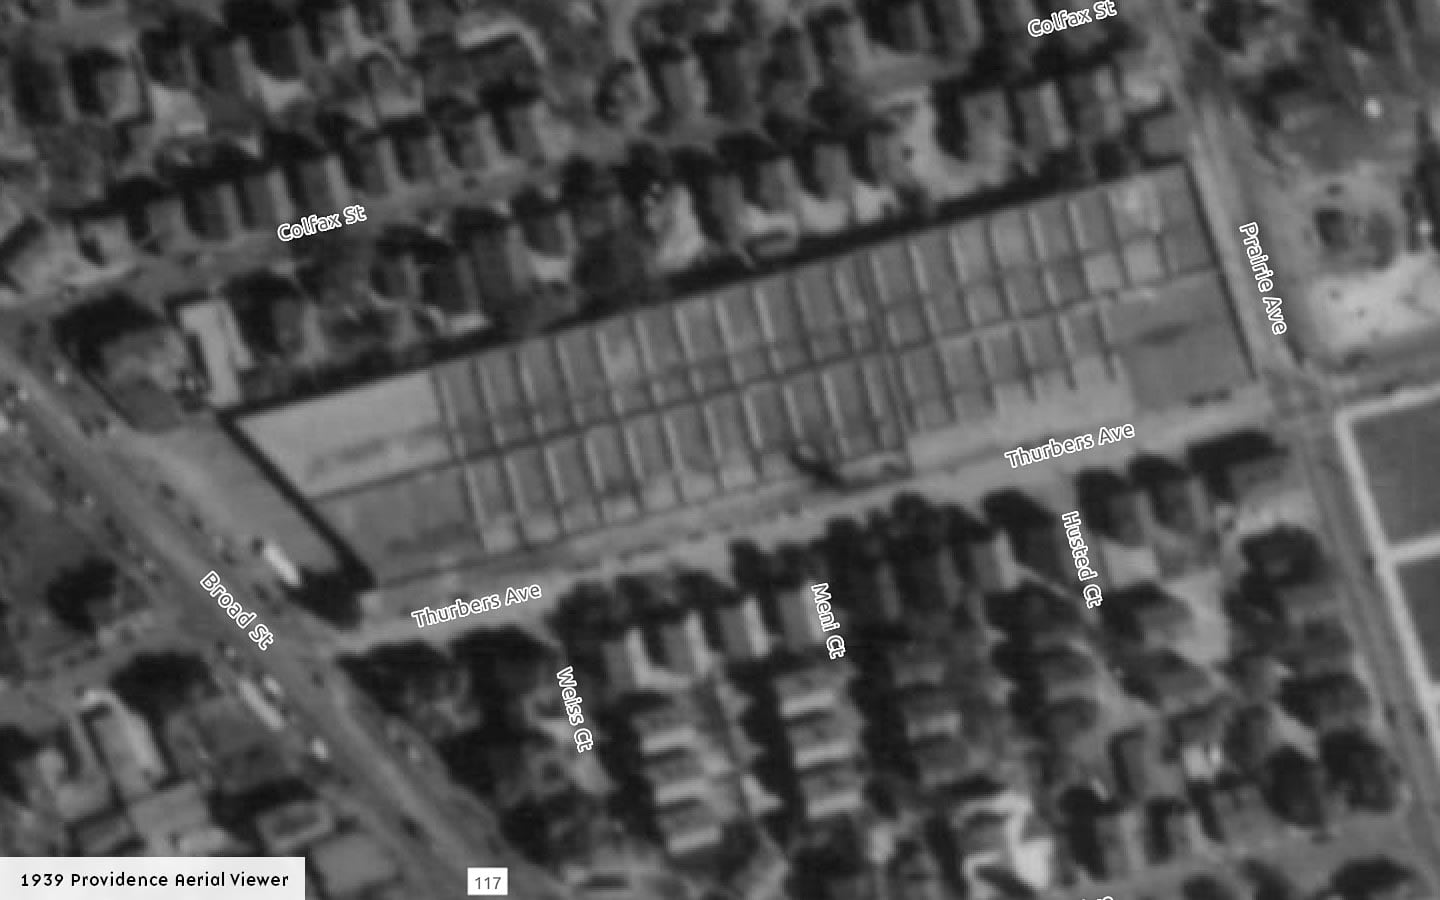 Colfax St
Colfax St
Prairie Ave
Thurbers Ave
Husted Ct
Broad St
Thurbers Ave
Meni Ct
Weiss Ct
117
1939 Providence Aerial Viewer